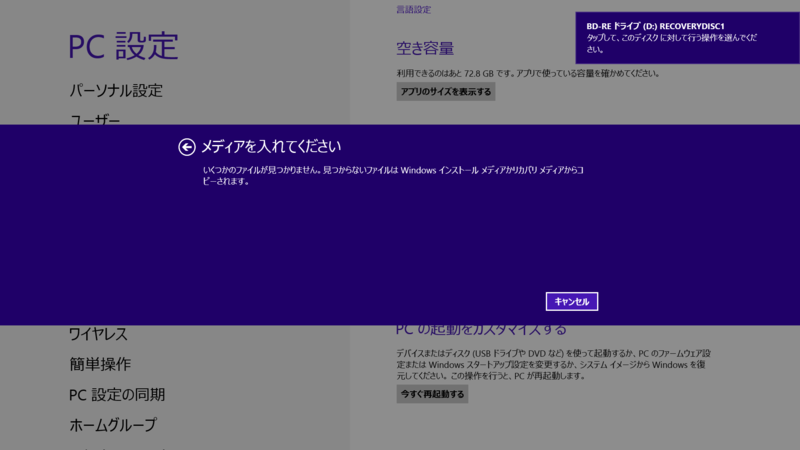 言語設定
PC 設定
空き容量
利用できるのはあと 72.8 GB です。アプリで使っている容量を確かめてください。
アプリのサイズを表示する
パーソナル設定
ユーザー
BD-RE ドライブ (D:) RECOVERYDISC1
タップして、このディスク に対して行う操作を選んでくだ
さい。
メディアを入れてください
いくつかのファイルが見つかりません。見つからないファイルは Windows インストール メディアかリカバリ メディアからコ
ピーされます。
キャンセル
ワイヤレス
簡単操作
PC 設定の同期
ホームグループ
PC の起動をカスタマイズする
デバイスまたはディスク (USB ドライブや DVD など) を使って起動するか、PC のファームウェア設
定または Windows スタートアップ設定を変更するか、システム イメージから Windows を復
元してください。この操作を行うと、PC が再起動します。
今すぐ再起動する